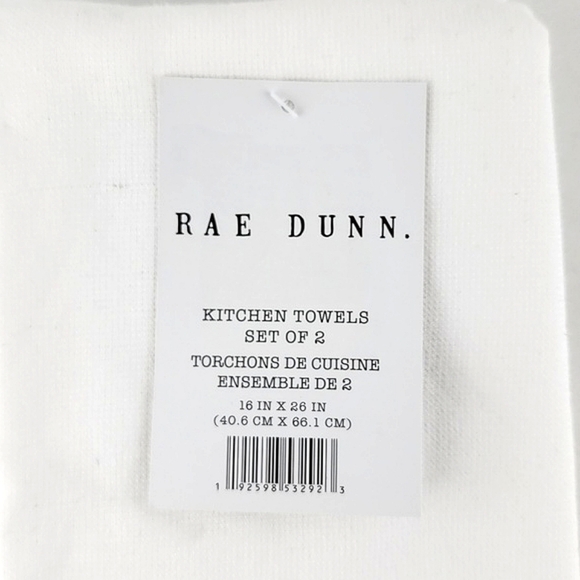 RAE DUNN.
KITCHEN TOWELS
SET OF 2
TORCHONS DE CUISINE
ENSEMBLE DE 2
16 IN X 26 IN
(40.6 CM X 66.1 CM)
1 92598 53292 3